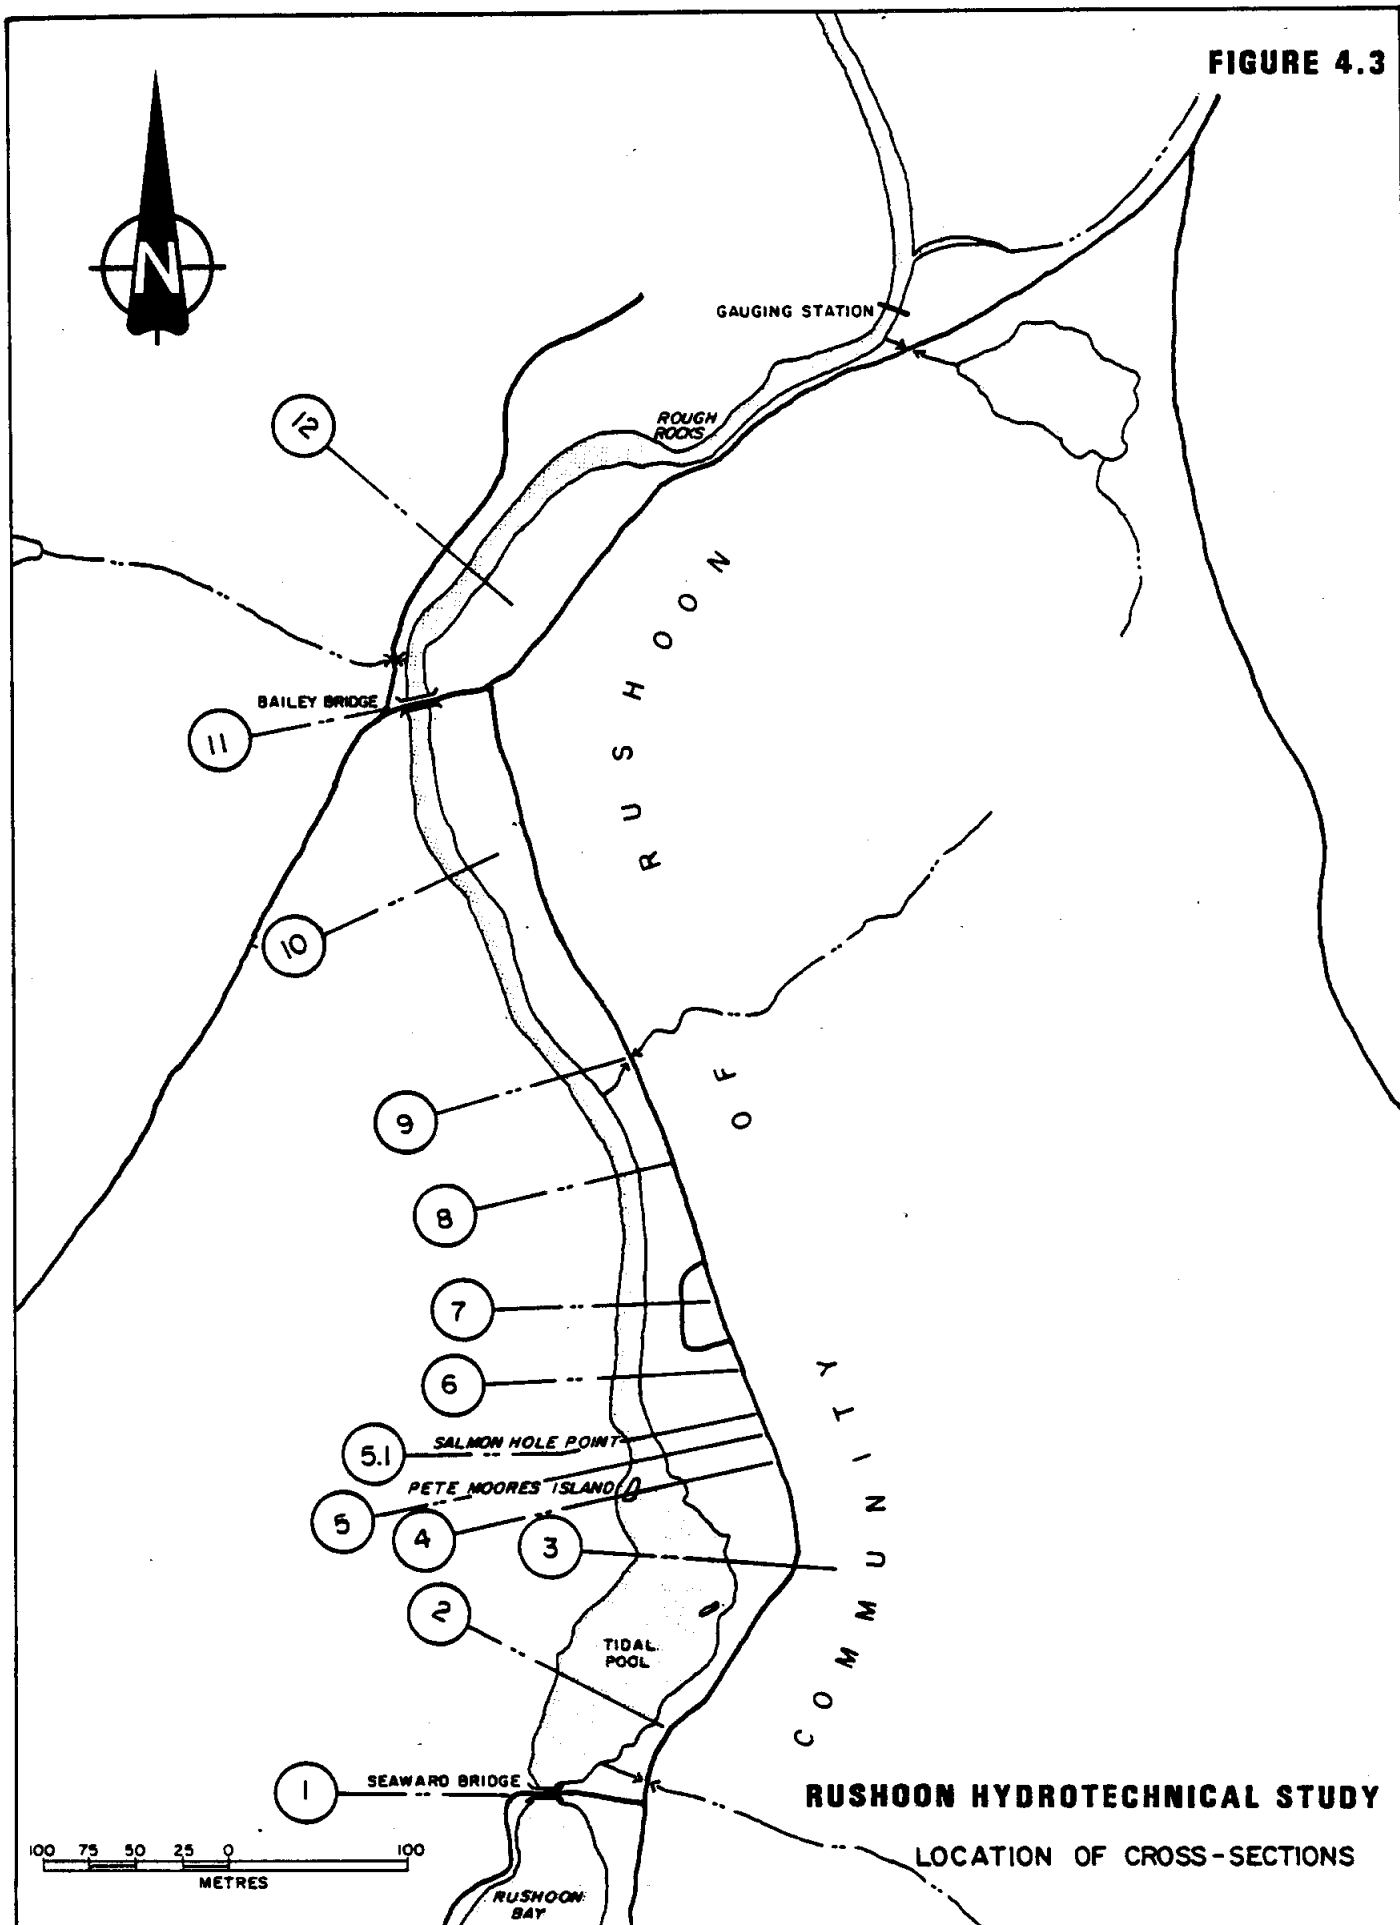 FIGURE 4.3
N
GAUGING STATION
ROUGH
ROCKS
12
BAILEY BRIDGE
11
RUSHOON
10
9
OF
8
7
6
SALMON HOLE POINT
5.1
PETE MOORES ISLAND
5
4
3
2
COMMUNITY
TIDAL
POOL
1
SEAWARD BRIDGE
RUSHOON HYDROTECHNICAL STUDY
LOCATION OF CROSS-SECTIONS
100 75 50 25 0 100
METRES
RUSHOON
BAY